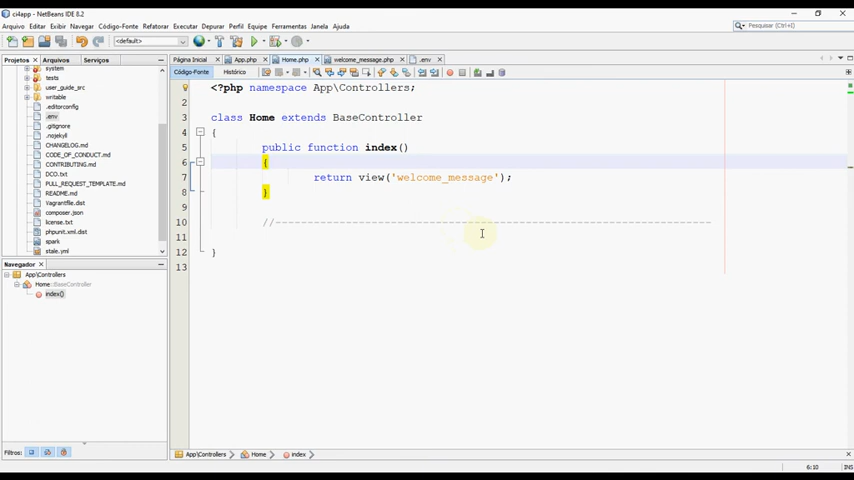 ci4app - NetBeans IDE 8.2
Arquivo Editar Exibir Navegar Código-Fonte Refatorar Executar Depurar Perfil Equipe Ferramentas Janela Ajuda
Pesquisar (Ctrl+I)
<default>
Projetos Arquivos Serviços
Página Inicial App.php Home.php welcome_message.php .env
Código-Fonte Histórico
system
tests
user_guide_src
writable
.editorconfig
.env
.gitignore
.nojekyll
CHANGELOG.md
CODE_OF_CONDUCT.md
CONTRIBUTING.md
DCO.txt
PULL_REQUEST_TEMPLATE.md
README.md
Vagrantfile.dist
composer.json
license.txt
phpunit.xml.dist
spark
stale.yml
Navegador
App\Controllers
Home::BaseController
index()
Filtros:
<?php namespace App\Controllers;
2
3 class Home extends BaseController
4 {
5 public function index()
6 {
7 return view('welcome_message');
8 }
9
10 //--------------------------------------------------------------------
11
12 }
13
App\Controllers Home index
6:10 INS